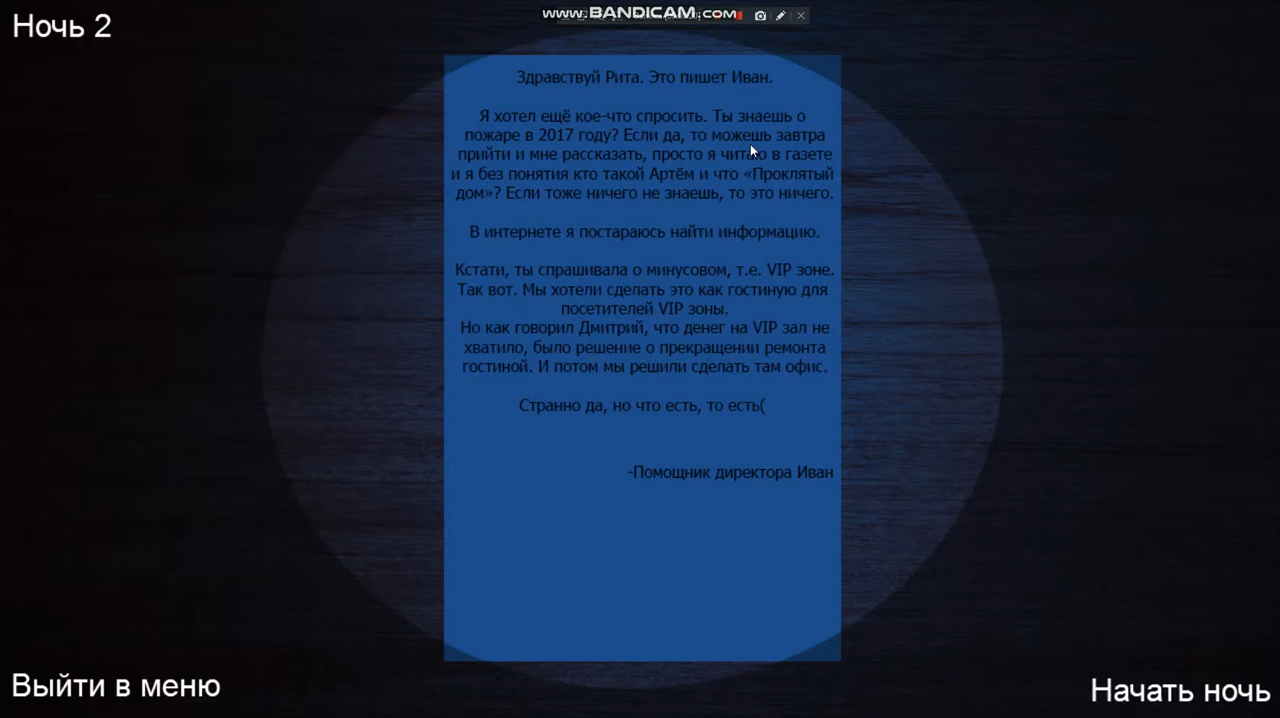 Ночь 2
www.BANDICAM.com
Здравствуй Рита. Это пишет Иван.
Я хотел ещё кое-что спросить. Ты знаешь о
пожаре в 2017 году? Если да, то можешь завтра
прийти и мне рассказать, просто я читаю в газете
и я без понятия кто такой Артём и что «Проклятый
дом»? Если тоже ничего не знаешь, то это ничего.
В интернете я постараюсь найти информацию.
Кстати, ты спрашивала о минусовом, т.е. VIP зоне.
Так вот. Мы хотели сделать это как гостиную для
посетителей VIP зоны.
Но как говорил Дмитрий, что денег на VIP зал не
хватило, было решение о прекращении ремонта
гостиной. И потом мы решили сделать там офис.
Странно да, но что есть, то есть(
-Помощник директора Иван
Выйти в меню
Начать ночь